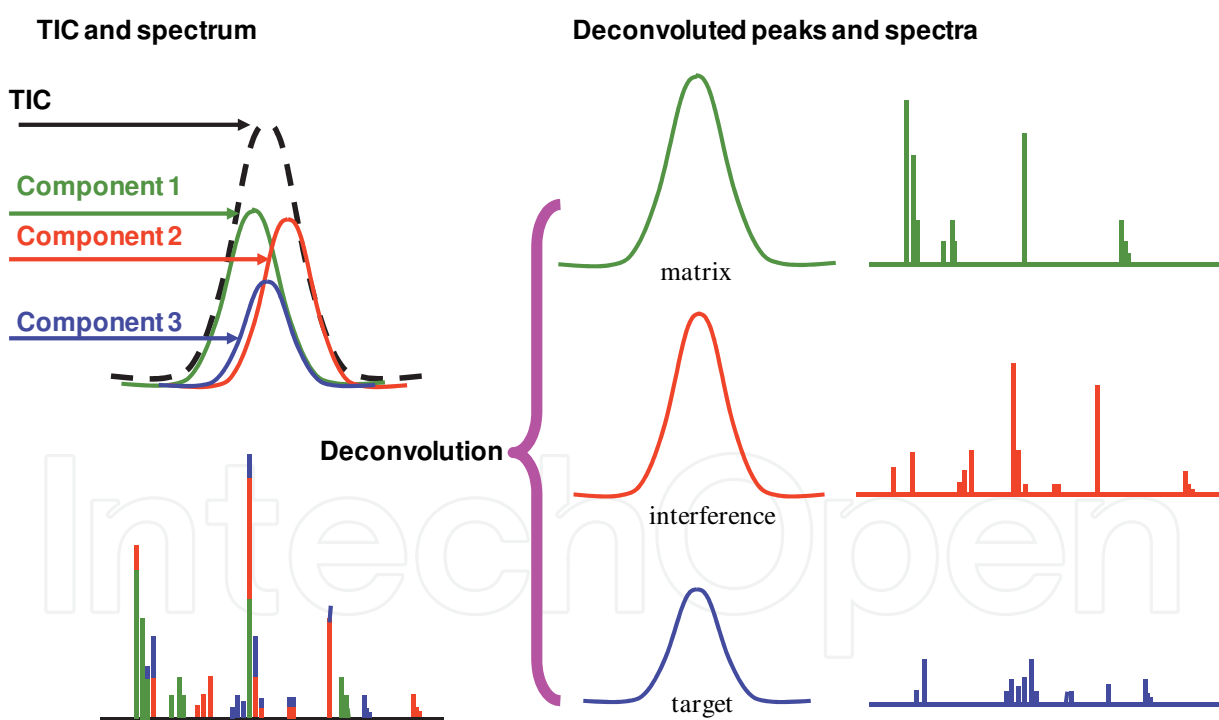 TIC and spectrum
Deconvoluted peaks and spectra
TIC
Component 1
Component 2
Component 3
matrix
Deconvolution
interference
target
IntechOpen